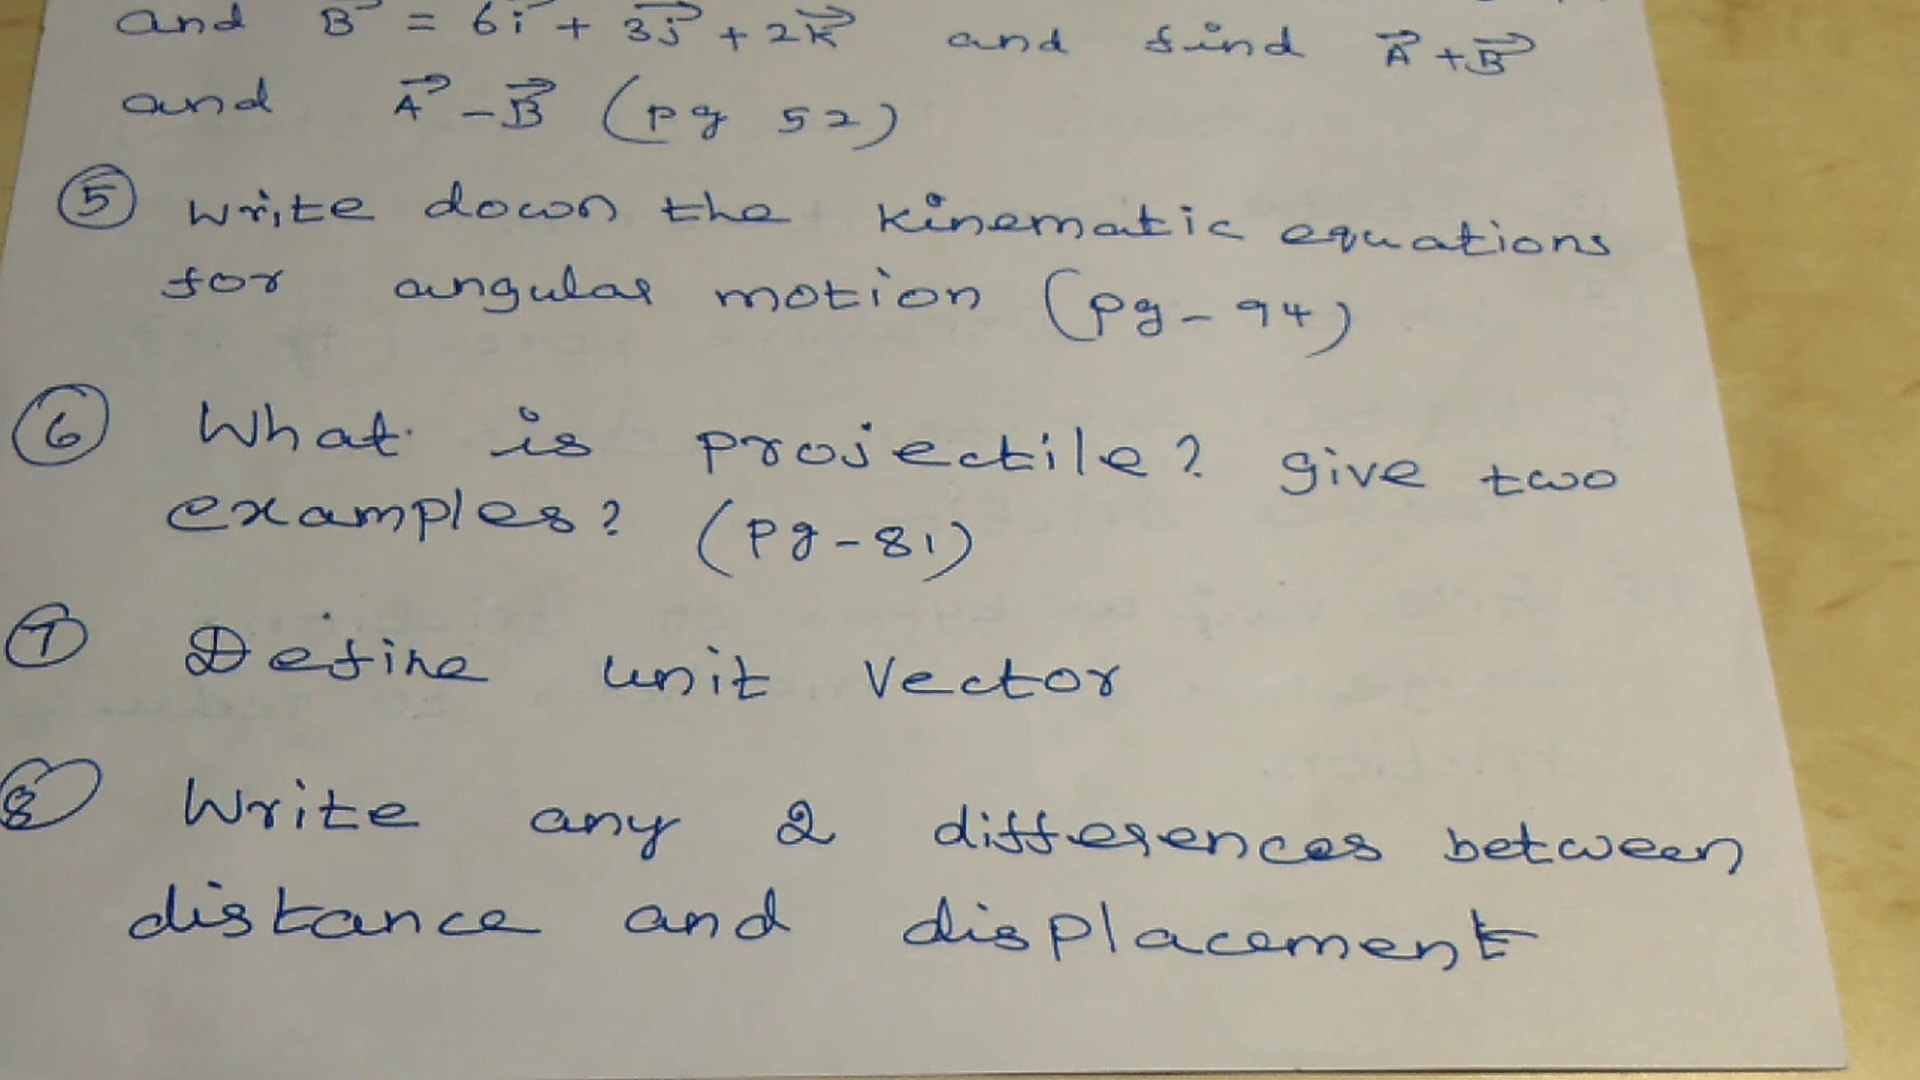 and B⃗ = 6i⃗ + 3j⃗ + 2k⃗ and find A⃗ + B⃗
and A⃗ - B⃗ (pg 52)
⑤ write down the kinematic equations
for angular motion (pg - 94)
⑥ What is projectile? give two
examples? (pg - 81)
⑦ Define unit vector
⑧ Write any 2 differences between
distance and displacement